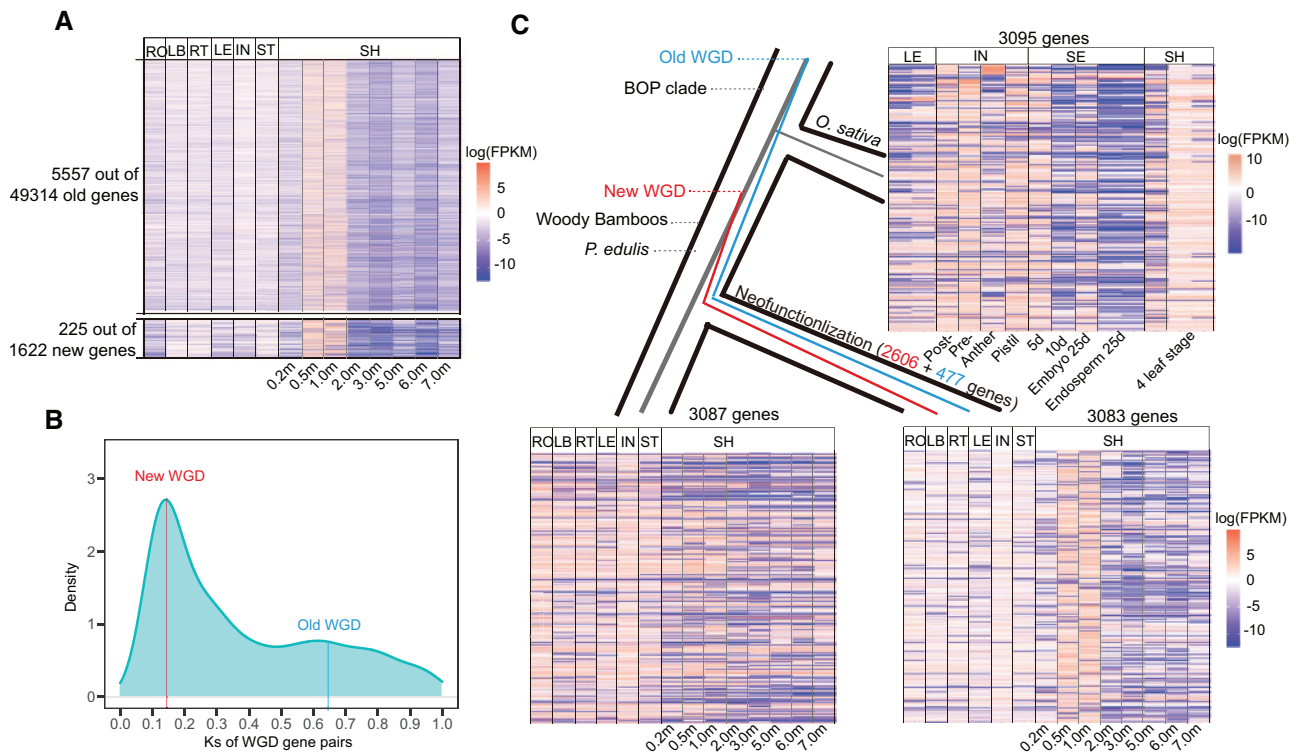 A
RO LB RT LE IN ST SH
5557 out of
49314 old genes
225 out of
1622 new genes
0.2m 0.5m 1.0m 2.0m 3.0m 5.0m 6.0m 7.0m
log(FPKM)
5
0
-5
-10
B
New WGD
Old WGD
Density
3
2
1
0
0.0 0.1 0.2 0.3 0.4 0.5 0.6 0.7 0.8 0.9 1.0
Ks of WGD gene pairs
C
Old WGD
BOP clade
O. sativa
New WGD
Woody Bamboos
P. edulis
Neofunctionlization (2606 + 477 genes)
3095 genes
LE IN SE SH
Post- Pre- Anther Pistil 5d 10d Embryo 25d Endosperm 25d 4 leaf stage
log(FPKM)
10
0
-10
3087 genes
RO LB RT LE IN ST SH
0.2m 0.5m 1.0m 2.0m 3.0m 5.0m 6.0m 7.0m
3083 genes
RO LB RT LE IN ST SH
0.2m 0.5m 1.0m 2.0m 3.0m 5.0m 6.0m 7.0m
log(FPKM)
5
0
-5
-10